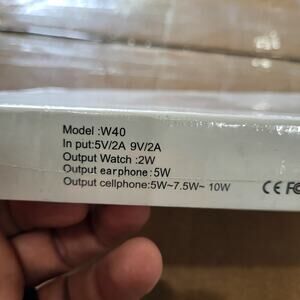 Model :W40
In put:5V/2A 9V/2A
Output Watch :2W
Output earphone:5W
Output cellphone:5W~7.5W~ 10W
CE FC